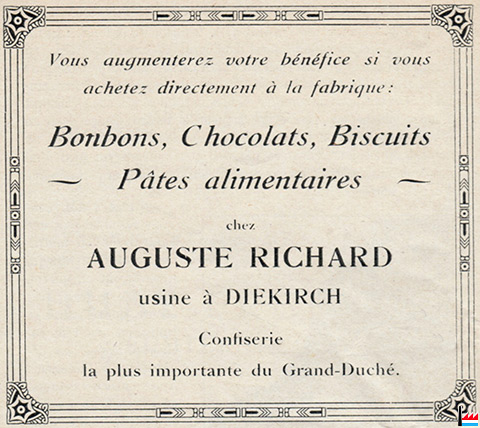 Vous augmenterez votre bénéfice si vous
achetez directement à la fabrique:
Bonbons, Chocolats, Biscuits
~ Pâtes alimentaires ~
chez
AUGUSTE RICHARD
usine à DIEKIRCH
Confiserie
la plus importante du Grand-Duché.